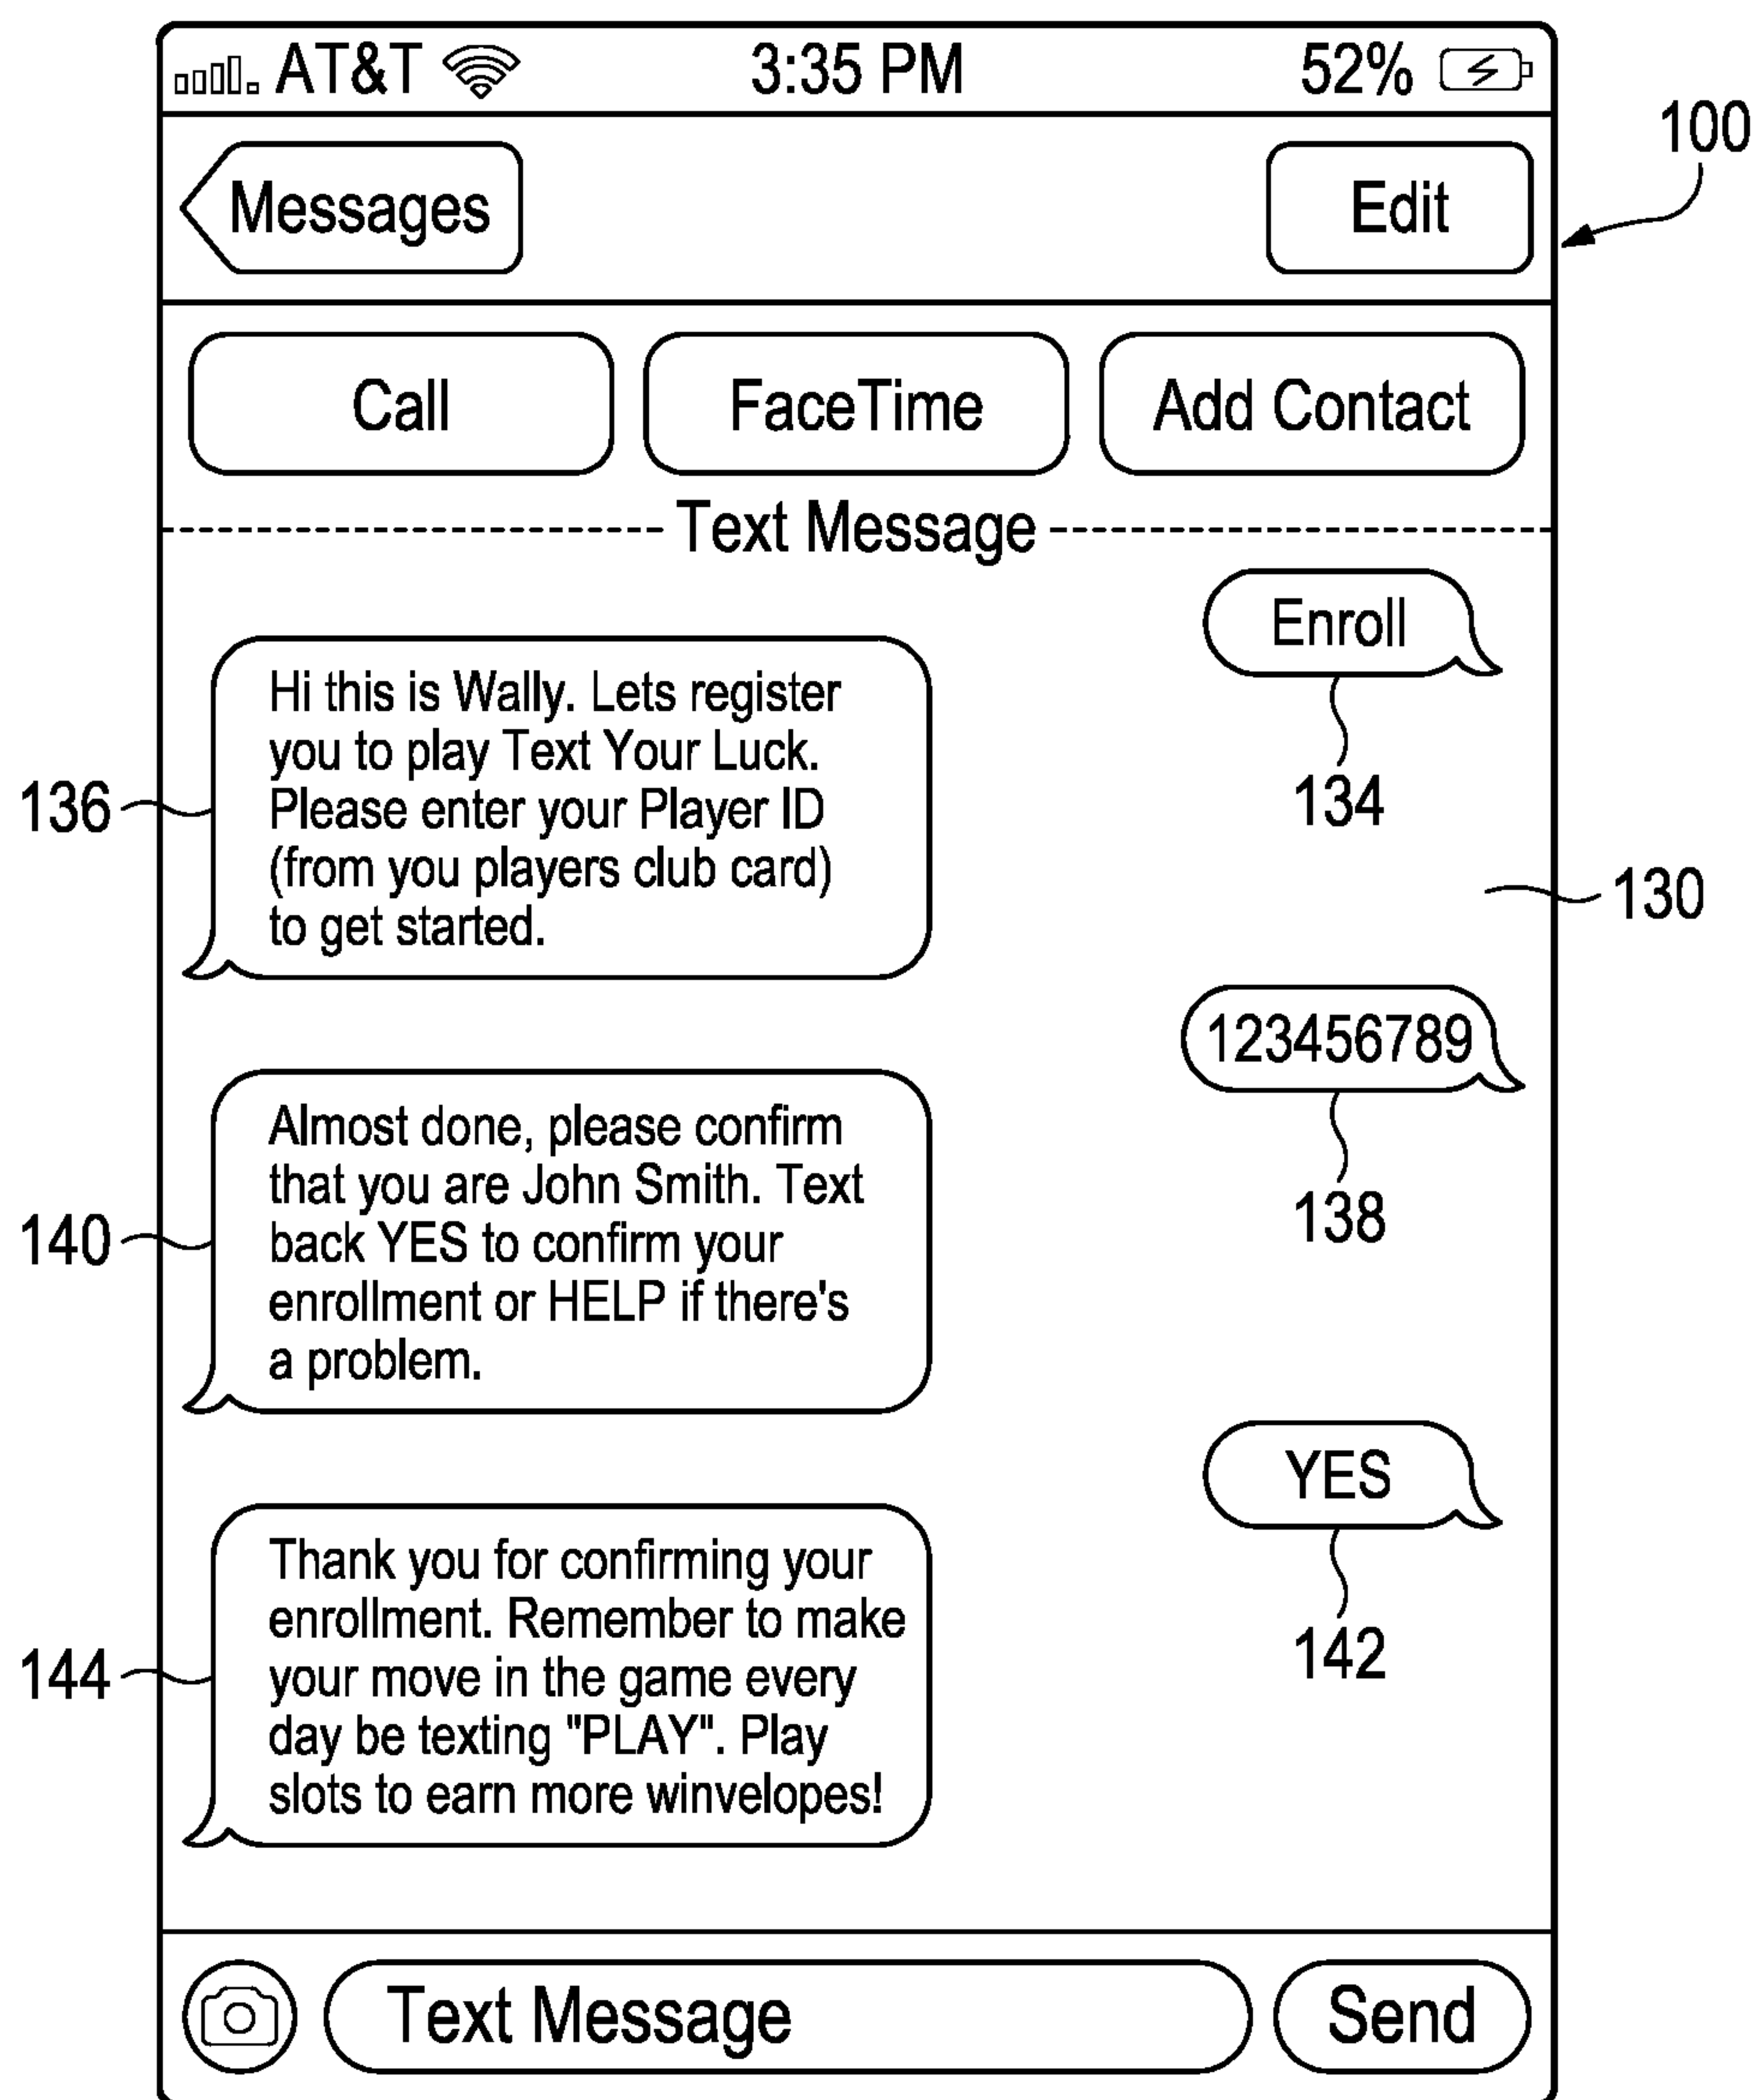 AT&T 3:35 PM 52%
100
Messages Edit
Call FaceTime Add Contact
Text Message
Enroll
134
136
Hi this is Wally. Lets register
you to play Text Your Luck.
Please enter your Player ID
(from you players club card)
to get started.
130
123456789
138
140
Almost done, please confirm
that you are John Smith. Text
back YES to confirm your
enrollment or HELP if there's
a problem.
YES
142
144
Thank you for confirming your
enrollment. Remember to make
your move in the game every
day be texting "PLAY". Play
slots to earn more winvelopes!
Text Message Send